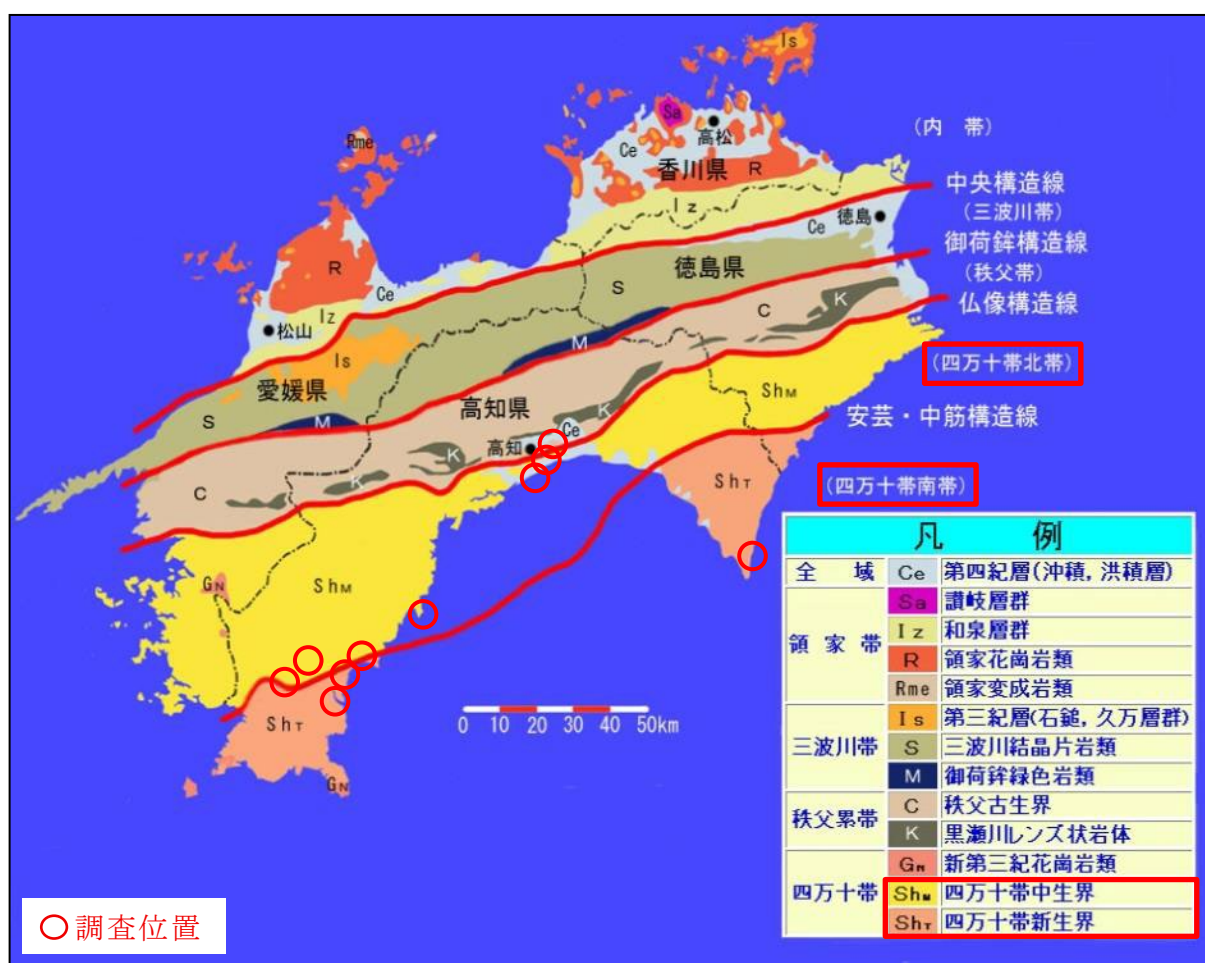 Is
Sa
高松
(内 帯)
Ce
Rme
香川県
R
中央構造線
(三波川帯)
Iz
徳島
Ce
御荷鉾構造線
(秩父帯)
徳島県
R
S
Ce
K
仏像構造線
C
Iz
松山
M
Is
(四万十帯北帯)
愛媛県
ShM
高知県
K
M
S
安芸・中筋構造線
Ce
高知
K
ShT
(四万十帯南帯)
K
C
凡 例
全 域 Ce 第四紀層(沖積, 洪積層)
領 家 帯 Sa 讃岐層群
Iz 和泉層群
R 領家花崗岩類
Rme 領家変成岩類
三波川帯 Is 第三紀層(石鎚, 久万層群)
S 三波川結晶片岩類
M 御荷鉾緑色岩類
秩父累帯 C 秩父古生界
K 黒瀬川レンズ状岩体
四万十帯 GN 新第三紀花崗岩類
ShM 四万十帯中生界
ShT 四万十帯新生界
GN
ShM
0 10 20 30 40 50km
ShT
GN
○調査位置